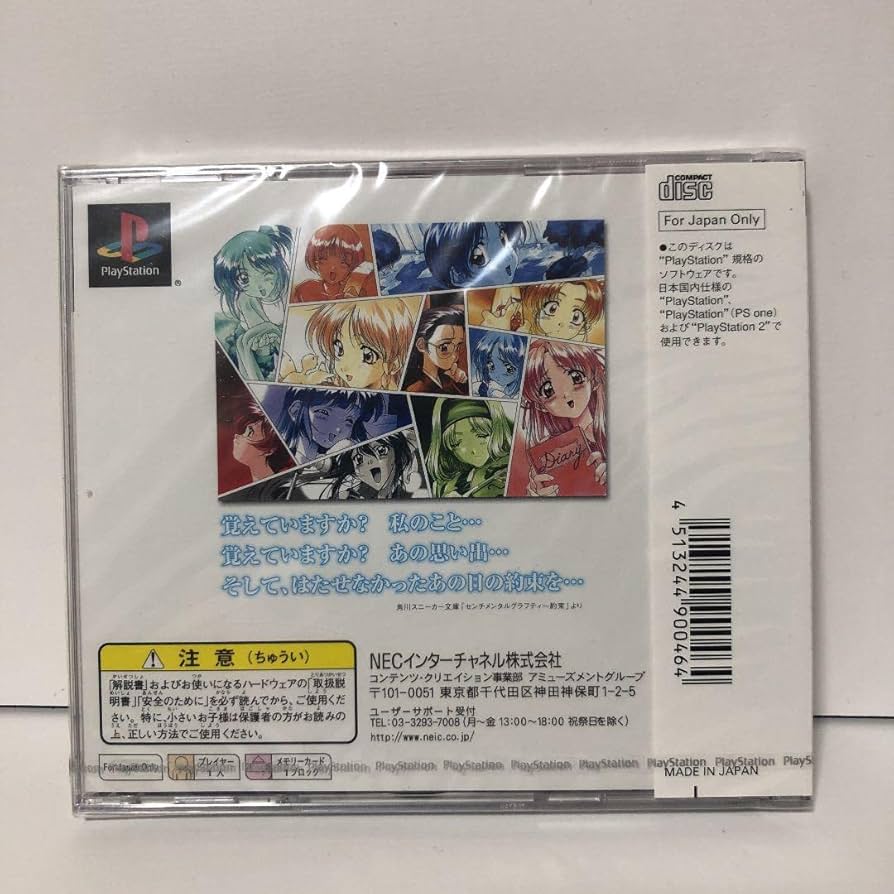 PlayStation
®
COMPACT
disc
For Japan Only
●このディスクは
“PlayStation” 規格の
ソフトウェアです。
日本国内仕様の
“PlayStation”、
“PlayStation”(PS one)
および“PlayStation 2”で
使用できます。
Diary
覚えていますか? 私のこと…
覚えていますか? あの思い出…
そして、はたせなかったあの日の約束を…
角川スニーカー文庫「センチメンタルグラフティ〜約束」より
4 513244 900464
注意(ちゅうい)
「解説書」およびお使いになるハードウェアの「取扱説
明書」「安全のために」を必ず読んでから、ご使用くだ
さい。特に、小さいお子様は保護者の方がお読みの
上、正しい方法でご使用ください。
NECインターチャネル株式会社
コンテンツ・クリエイション事業部 アミューズメントグループ
〒101-0051 東京都千代田区神田神保町1-2-5
ユーザーサポート受付
TEL:03-3293-7008 (月〜金 13:00〜18:00 祝祭日を除く)
http://www.neic.co.jp/
For Japan Only
プレイヤー
1人
メモリーカード
1ブロック
PlayStation PlayStation PlayStation PlayStation PlayStation PlayStation PlayStation
MADE IN JAPAN